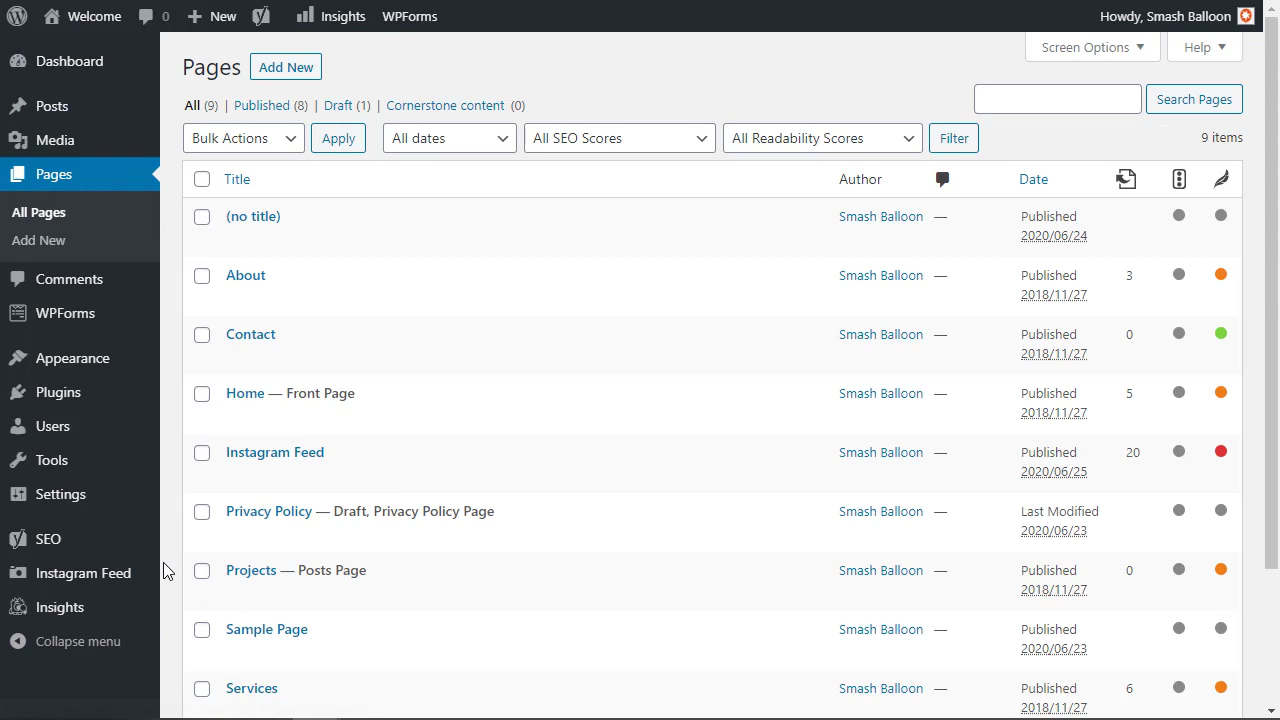 Welcome 0 New Insights WPForms Howdy, Smash Balloon
Screen Options Help
Dashboard
Posts
Media
Pages
All Pages
Add New
Comments
WPForms
Appearance
Plugins
Users
Tools
Settings
SEO
Instagram Feed
Insights
Collapse menu
Pages Add New
All (9) | Published (8) | Draft (1) | Cornerstone content (0)
Search Pages
Bulk Actions Apply All dates All SEO Scores All Readability Scores Filter 9 items
Title Author Date
(no title) Smash Balloon — Published
2020/06/24
About Smash Balloon — Published 3
2018/11/27
Contact Smash Balloon — Published 0
2018/11/27
Home — Front Page Smash Balloon — Published 5
2018/11/27
Instagram Feed Smash Balloon — Published 20
2020/06/25
Privacy Policy — Draft, Privacy Policy Page Smash Balloon — Last Modified
2020/06/23
Projects — Posts Page Smash Balloon — Published 0
2018/11/27
Sample Page Smash Balloon — Published
2020/06/23
Services Smash Balloon — Published 6
2018/11/27